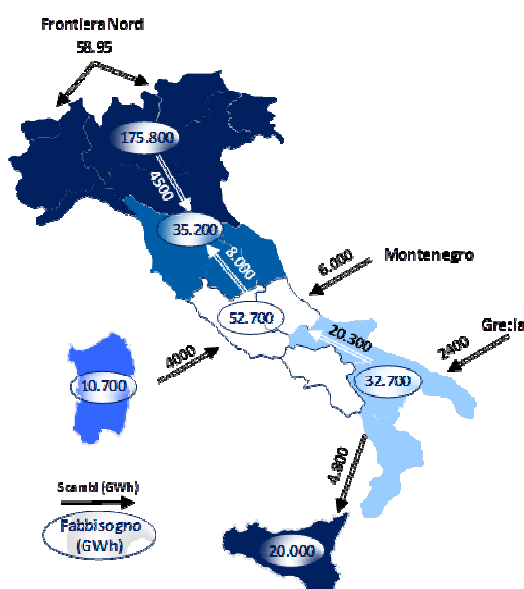 Frontiera Nord
58.95
175.800
4500
35.200
8.000
6.000
Montenegro
52.700
20.300
Grecia
2400
4000
10.700
32.700
4.800
Scambi (GWh)
Fabbisogno
(GWh)
20.000